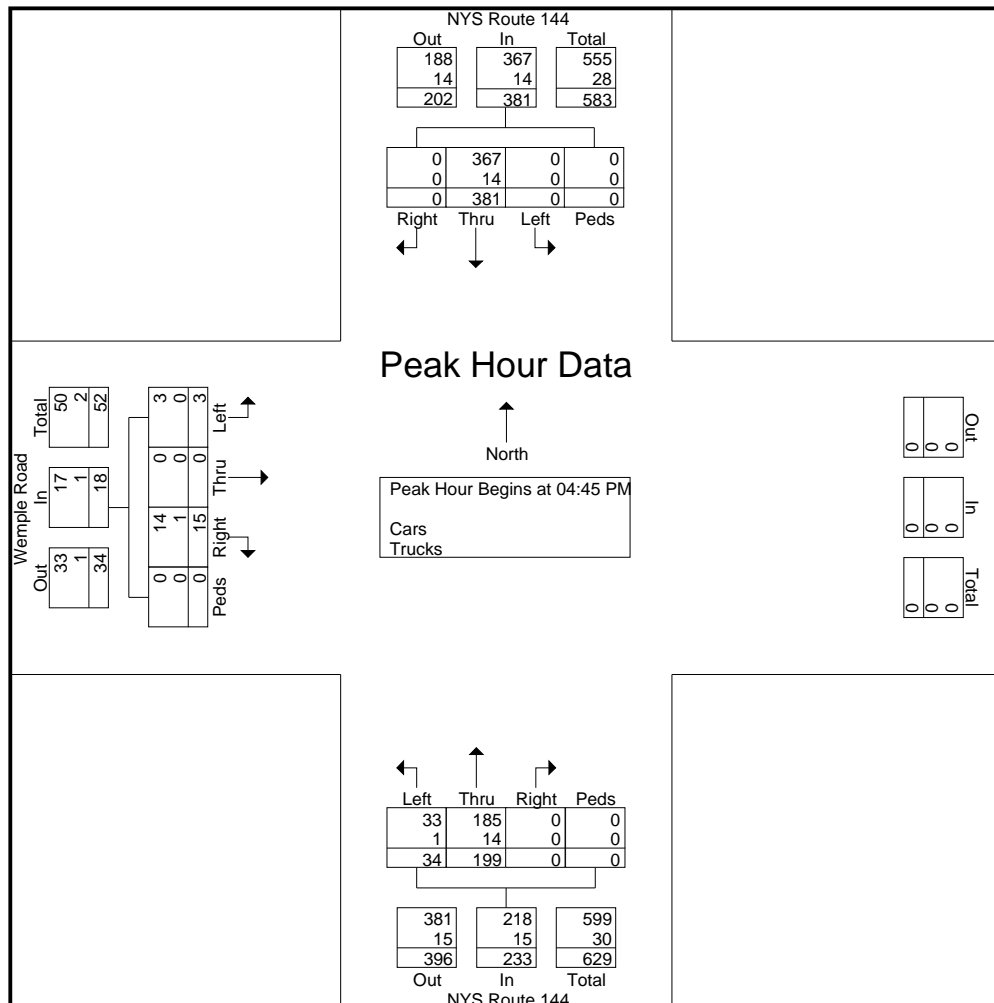 NYS Route 144
Out In Total
188 367 555
14 14 28
202 381 583
0 367 0 0
0 14 0 0
0 381 0 0
Right Thru Left Peds
Peak Hour Data
North
Peak Hour Begins at 04:45 PM
Cars
Trucks
Wemple Road
Out In Total
33 17 50
1 1 2
34 18 52
0 14 0 3
0 1 0 0
0 15 0 3
Peds Right Thru Left
Out In Total
0 0 0
0 0 0
0 0 0
Left Thru Right Peds
33 185 0 0
1 14 0 0
34 199 0 0
381 218 599
15 15 30
396 233 629
Out In Total
NYS Route 144